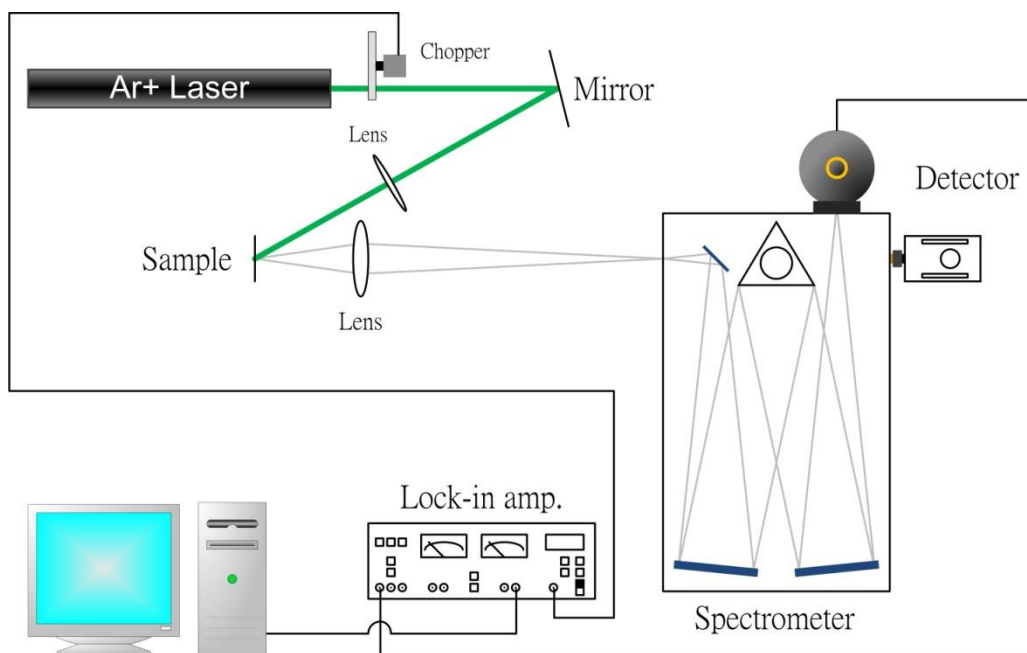 Chopper
Ar+ Laser
Mirror
Lens
Detector
Sample
Lens
Lock-in amp.
Spectrometer